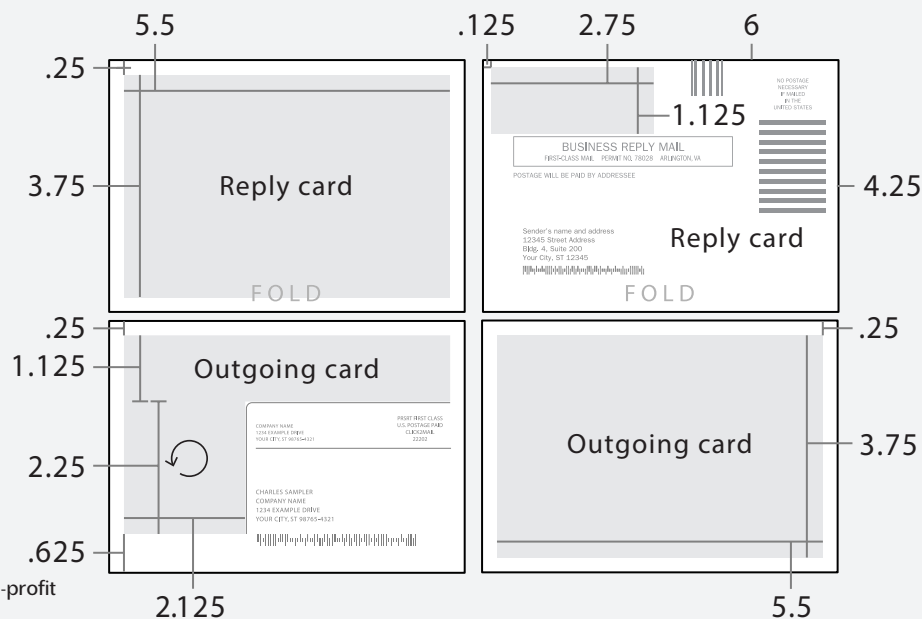 5.5
.125
2.75
6
.25
3.75
Reply card
FOLD
1.125
NO POSTAGE
NECESSARY
IF MAILED
IN THE
UNITED STATES
BUSINESS REPLY MAIL
FIRST-CLASS MAIL PERMIT NO, 78028 ARLINGTON, VA
POSTAGE WILL BE PAID BY ADDRESSEE
4.25
Reply card
Sender's name and address
12345 Street Address
Bldg. 4, Suite 200
Your City, ST 12345
FOLD
.25
1.125
2.25
.625
-profit
2.125
Outgoing card
COMPANY NAME
1234 EXAMPLE DRIVE
YOUR CITY, ST 98765-4321
PRSRT FIRST CLASS
U.S. POSTAGE PAID
CLICK2MAIL
22202
CHARLES SAMPLER
COMPANY NAME
1234 EXAMPLE DRIVE
YOUR CITY, ST 98765-4321
.25
Outgoing card
3.75
5.5